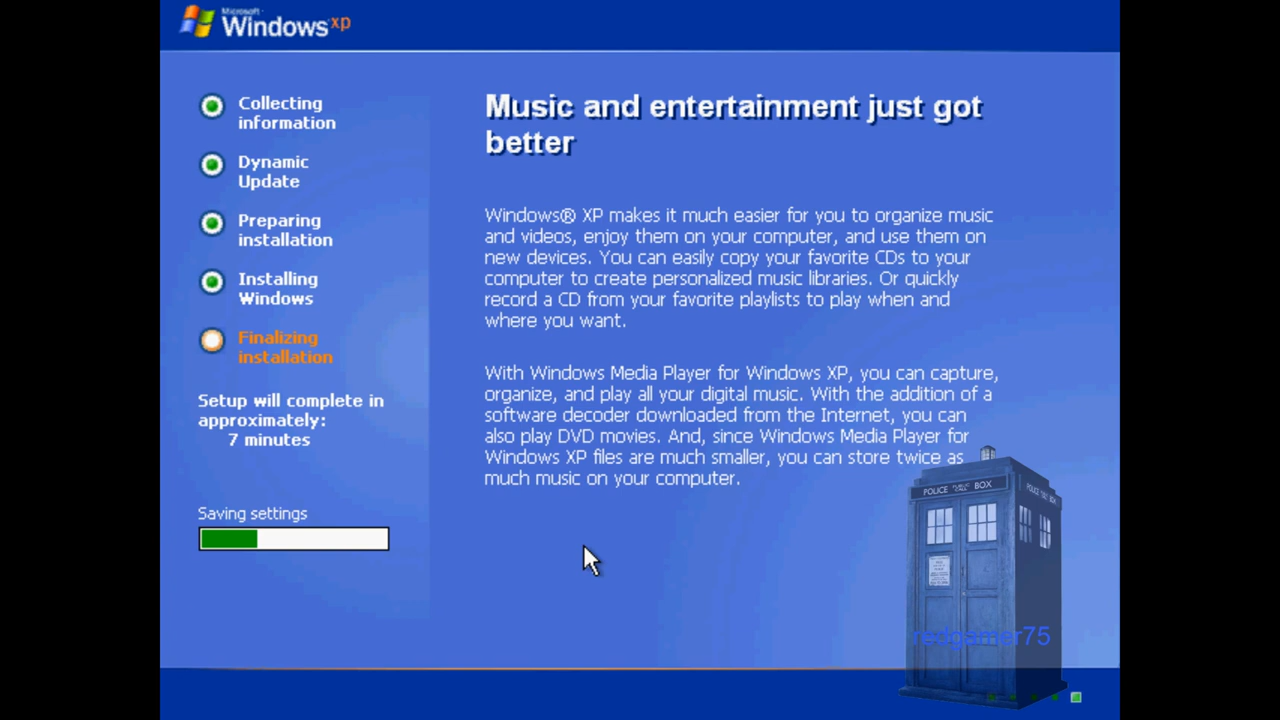 Microsoft
Windows xp
Collecting
information
Dynamic
Update
Preparing
installation
Installing
Windows
Finalizing
installation
Setup will complete in
approximately:
7 minutes
Saving settings
Music and entertainment just got
better
Windows® XP makes it much easier for you to organize music
and videos, enjoy them on your computer, and use them on
new devices. You can easily copy your favorite CDs to your
computer to create personalized music libraries. Or quickly
record a CD from your favorite playlists to play when and
where you want.
With Windows Media Player for Windows XP, you can capture,
organize, and play all your digital music. With the addition of a
software decoder downloaded from the Internet, you can
also play DVD movies. And, since Windows Media Player for
Windows XP files are much smaller, you can store twice as
much music on your computer.
POLICE PUBLIC CALL BOX
POLICE BOX
redgamer75